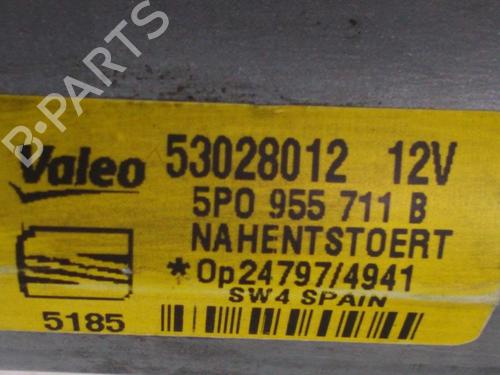 B-PARTS
Valeo 53028012 12V
5P0 955 711 B
NAHENTSTOERT
*Op24797/4941
SW4 SPAIN
5185